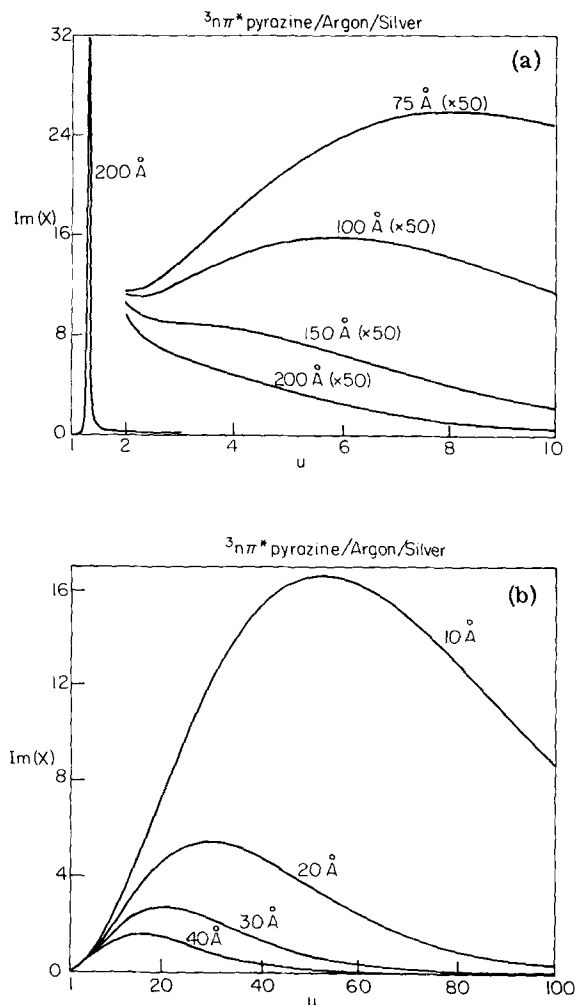 ³nπ* pyrazine/Argon/Silver
(a)
32
24
16
8
0
Im(X)
200 Å
75 Å (×50)
100 Å (×50)
150 Å (×50)
200 Å (×50)
1 2 4 6 8 10
u
³nπ* pyrazine/Argon/Silver
(b)
16
12
8
4
0
Im(X)
10 Å
20 Å
30 Å
40 Å
1 20 40 60 80 100
u